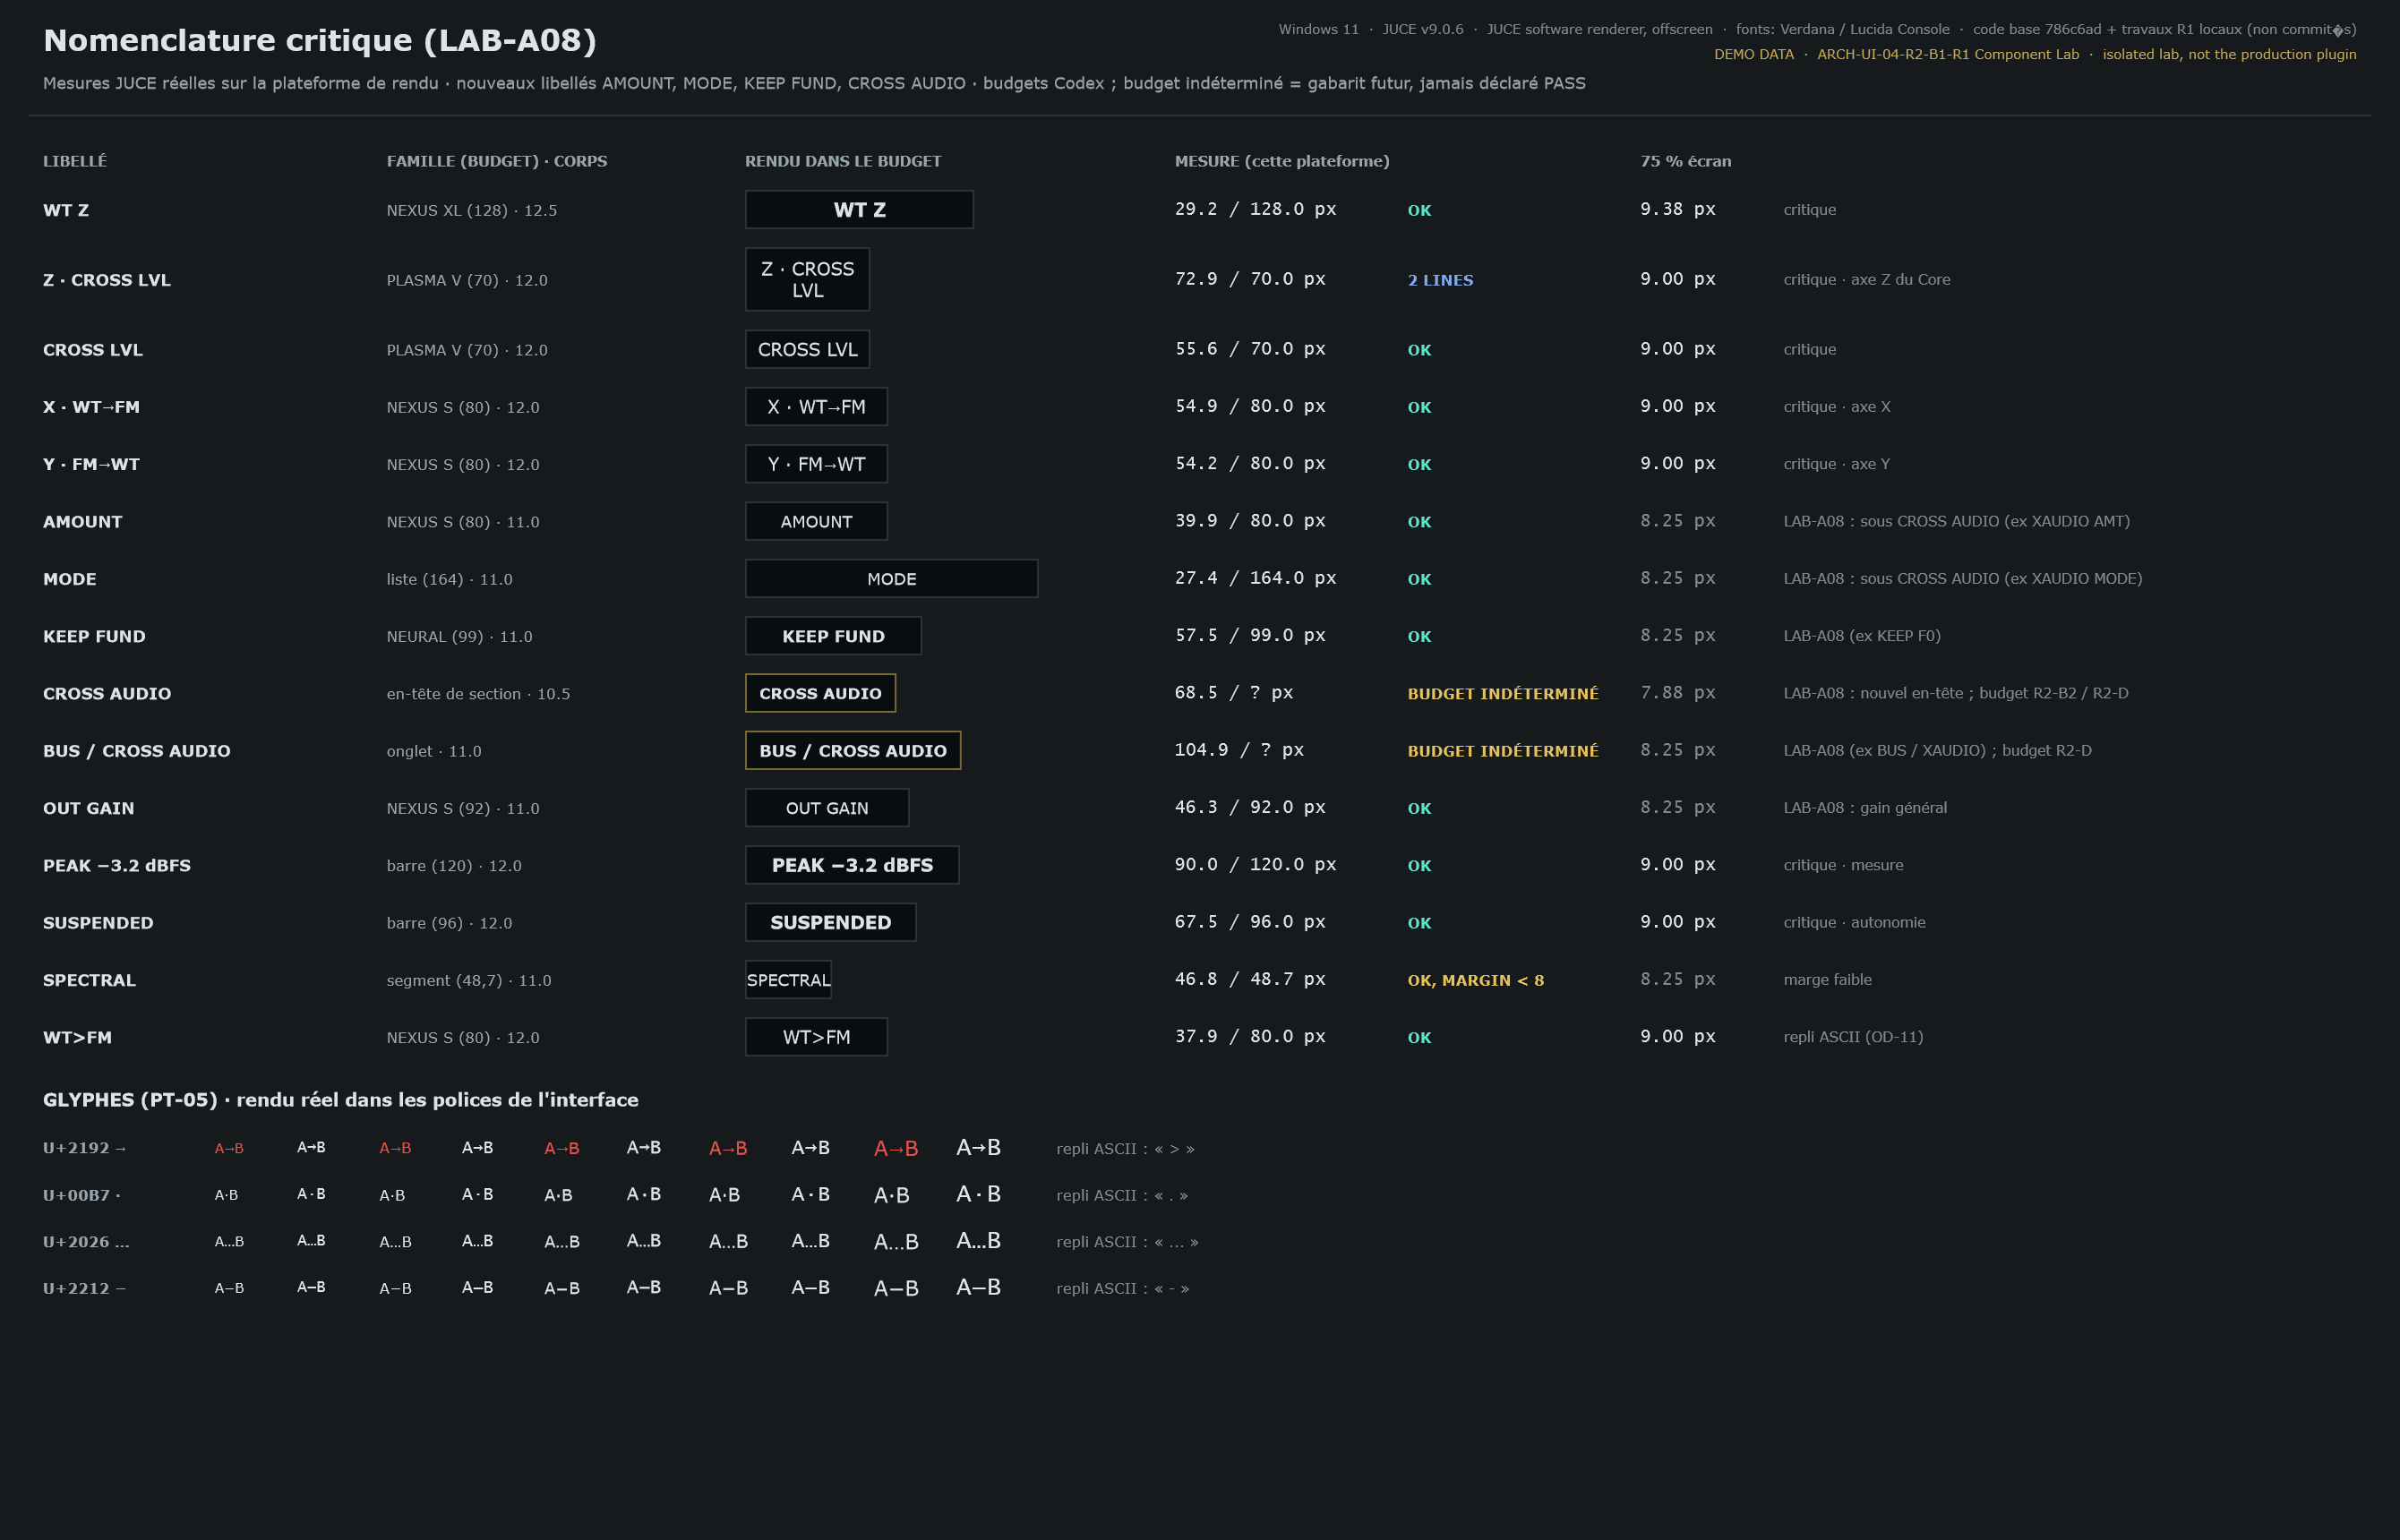 Nomenclature critique (LAB-A08)
Windows 11 · JUCE v9.0.6 · JUCE software renderer, offscreen · fonts: Verdana / Lucida Console · code base 786c6ad + travaux R1 locaux (non commit�s)
DEMO DATA · ARCH-UI-04-R2-B1-R1 Component Lab · isolated lab, not the production plugin
Mesures JUCE réelles sur la plateforme de rendu · nouveaux libellés AMOUNT, MODE, KEEP FUND, CROSS AUDIO · budgets Codex ; budget indéterminé = gabarit futur, jamais déclaré PASS
LIBELLÉ FAMILLE (BUDGET) · CORPS RENDU DANS LE BUDGET MESURE (cette plateforme) 75 % écran
WT Z NEXUS XL (128) · 12.5 WT Z 29.2 / 128.0 px OK 9.38 px critique
Z · CROSS LVL PLASMA V (70) · 12.0 Z · CROSS LVL 72.9 / 70.0 px 2 LINES 9.00 px critique · axe Z du Core
CROSS LVL PLASMA V (70) · 12.0 CROSS LVL 55.6 / 70.0 px OK 9.00 px critique
X · WT→FM NEXUS S (80) · 12.0 X · WT→FM 54.9 / 80.0 px OK 9.00 px critique · axe X
Y · FM→WT NEXUS S (80) · 12.0 Y · FM→WT 54.2 / 80.0 px OK 9.00 px critique · axe Y
AMOUNT NEXUS S (80) · 11.0 AMOUNT 39.9 / 80.0 px OK 8.25 px LAB-A08 : sous CROSS AUDIO (ex XAUDIO AMT)
MODE liste (164) · 11.0 MODE 27.4 / 164.0 px OK 8.25 px LAB-A08 : sous CROSS AUDIO (ex XAUDIO MODE)
KEEP FUND NEURAL (99) · 11.0 KEEP FUND 57.5 / 99.0 px OK 8.25 px LAB-A08 (ex KEEP F0)
CROSS AUDIO en-tête de section · 10.5 CROSS AUDIO 68.5 / ? px BUDGET INDÉTERMINÉ 7.88 px LAB-A08 : nouvel en-tête ; budget R2-B2 / R2-D
BUS / CROSS AUDIO onglet · 11.0 BUS / CROSS AUDIO 104.9 / ? px BUDGET INDÉTERMINÉ 8.25 px LAB-A08 (ex BUS / XAUDIO) ; budget R2-D
OUT GAIN NEXUS S (92) · 11.0 OUT GAIN 46.3 / 92.0 px OK 8.25 px LAB-A08 : gain général
PEAK −3.2 dBFS barre (120) · 12.0 PEAK −3.2 dBFS 90.0 / 120.0 px OK 9.00 px critique · mesure
SUSPENDED barre (96) · 12.0 SUSPENDED 67.5 / 96.0 px OK 9.00 px critique · autonomie
SPECTRAL segment (48,7) · 11.0 SPECTRAL 46.8 / 48.7 px OK, MARGIN < 8 8.25 px marge faible
WT>FM NEXUS S (80) · 12.0 WT>FM 37.9 / 80.0 px OK 9.00 px repli ASCII (OD-11)
GLYPHES (PT-05) · rendu réel dans les polices de l'interface
U+2192 → A→B A→B A→B A→B A→B A→B A→B A→B A→B A→B repli ASCII : « > »
U+00B7 · A·B A·B A·B A·B A·B A·B A·B A·B A·B A·B repli ASCII : « . »
U+2026 … A…B A…B A…B A…B A…B A…B A…B A…B A…B A…B repli ASCII : « ... »
U+2212 − A−B A−B A−B A−B A−B A−B A−B A−B A−B A−B repli ASCII : « - »